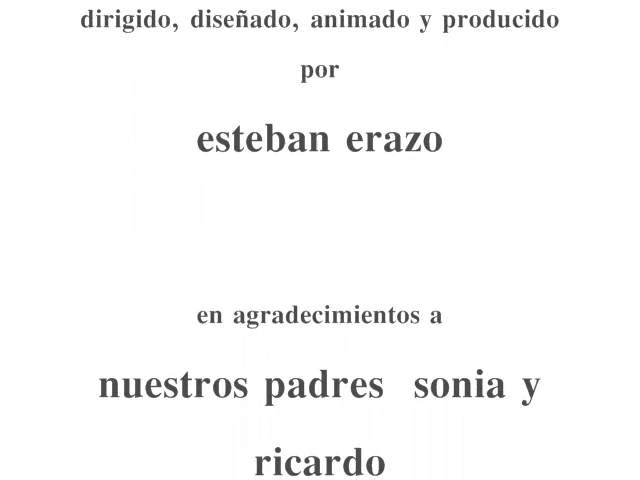 dirigido, diseñado, animado y producido
por
esteban erazo
en agradecimientos a
nuestros padres sonia y
ricardo